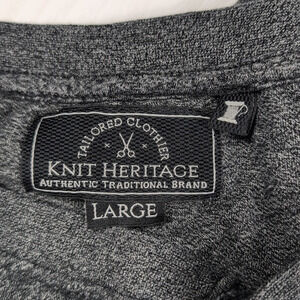 TAILORED CLOTHIER
KNIT HERITAGE
AUTHENTIC TRADITIONAL BRAND
LARGE